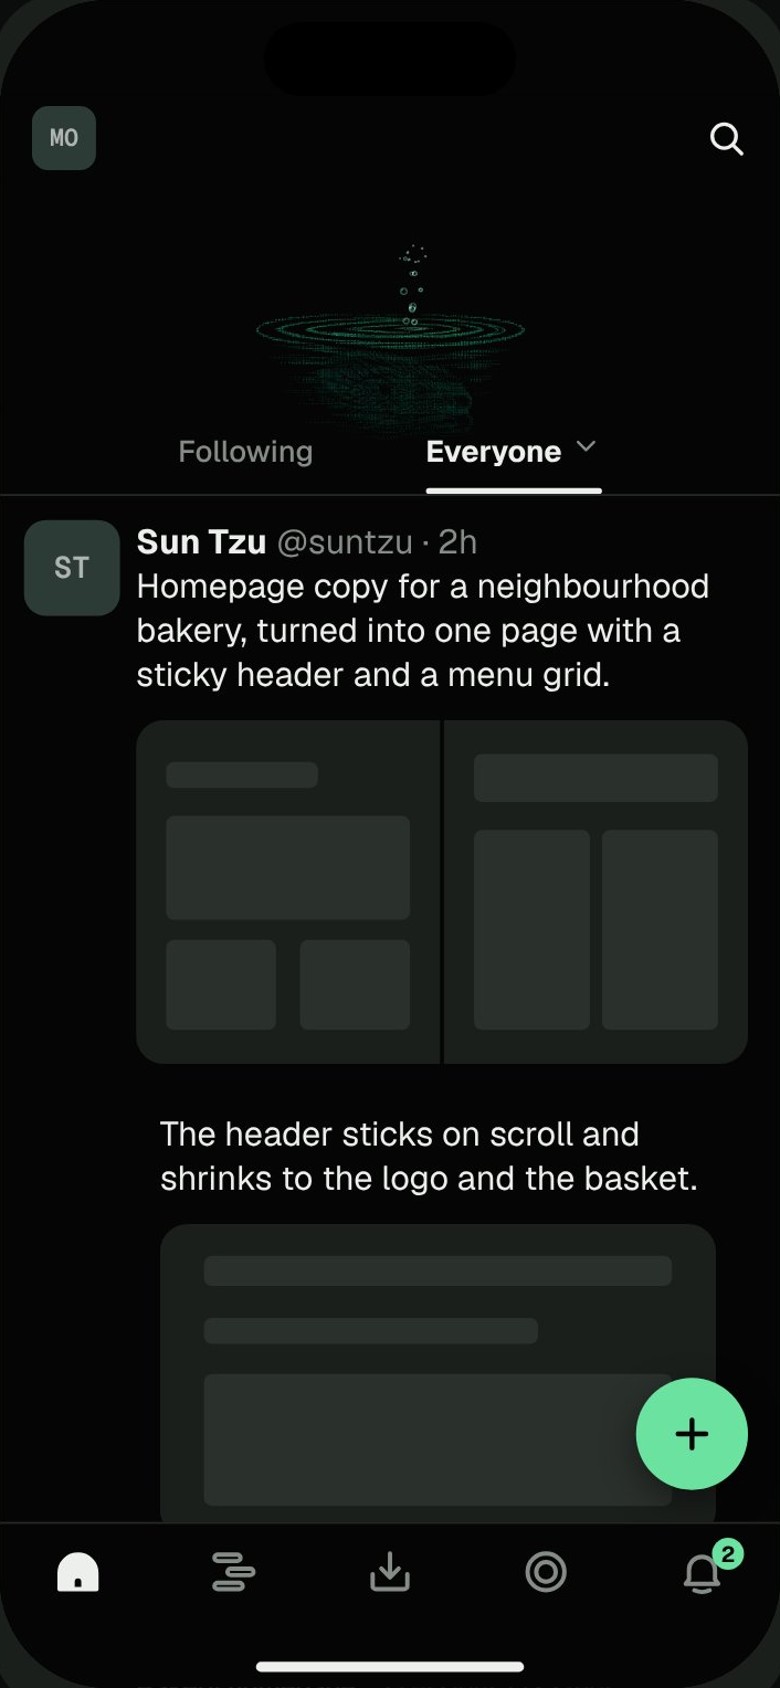 MO
Following
Everyone
ST
Sun Tzu @suntzu · 2h
Homepage copy for a neighbourhood
bakery, turned into one page with a
sticky header and a menu grid.
The header sticks on scroll and
shrinks to the logo and the basket.
2